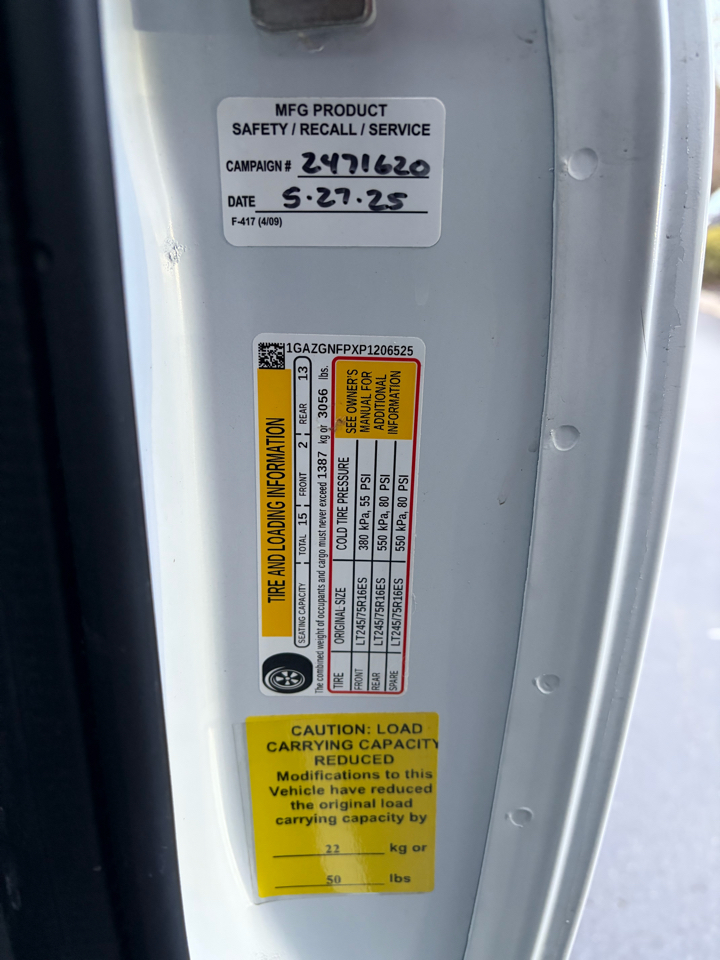 MFG PRODUCT
SAFETY / RECALL / SERVICE
CAMPAIGN # 2471620
DATE 5.27.25
F-417 (4/09)
1GAZGNFPXP1206525
TIRE AND LOADING INFORMATION
SEATING CAPACITY TOTAL 15 FRONT 2 REAR 13
The combined weight of occupants and cargo must never exceed 1387 kg or 3056 lbs.
TIRE ORIGINAL SIZE COLD TIRE PRESSURE
FRONT LT245/75R16ES 380 kPa, 55 PSI
REAR LT245/75R16ES 550 kPa, 80 PSI
SPARE LT245/75R16ES 550 kPa, 80 PSI
SEE OWNER'S
MANUAL FOR
ADDITIONAL
INFORMATION
CAUTION: LOAD
CARRYING CAPACITY
REDUCED
Modifications to this
Vehicle have reduced
the original load
carrying capacity by
22 kg or
50 lbs